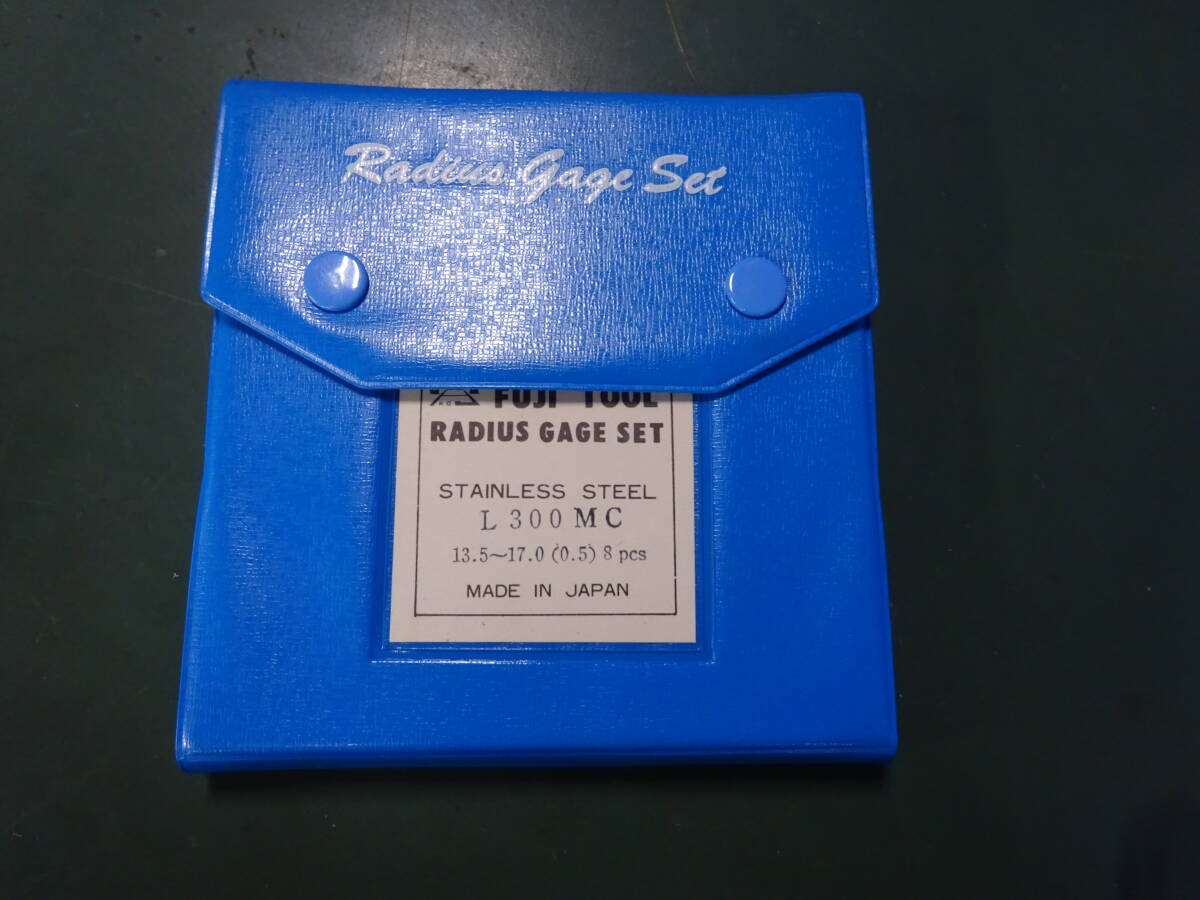 Radius Gage Set
FUJI TOOL
RADIUS GAGE SET
STAINLESS STEEL
L 300 MC
13.5~17.0 (0.5) 8 pcs
MADE IN JAPAN